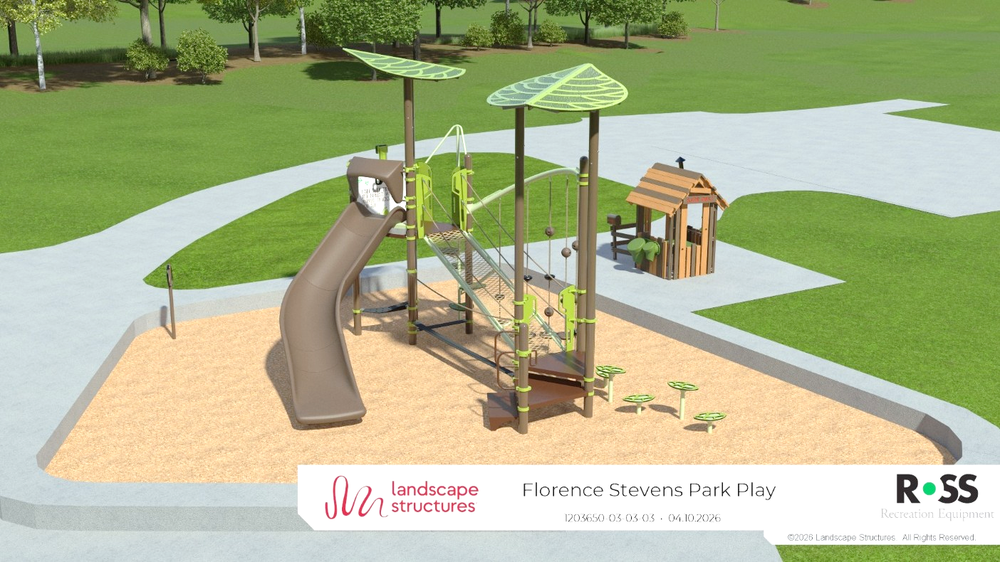 landscape
structures
Florence Stevens Park Play
1203650-03-03-03 • 04.10.2026
ROSS
Recreation Equipment
©2026 Landscape Structures. All Rights Reserved.